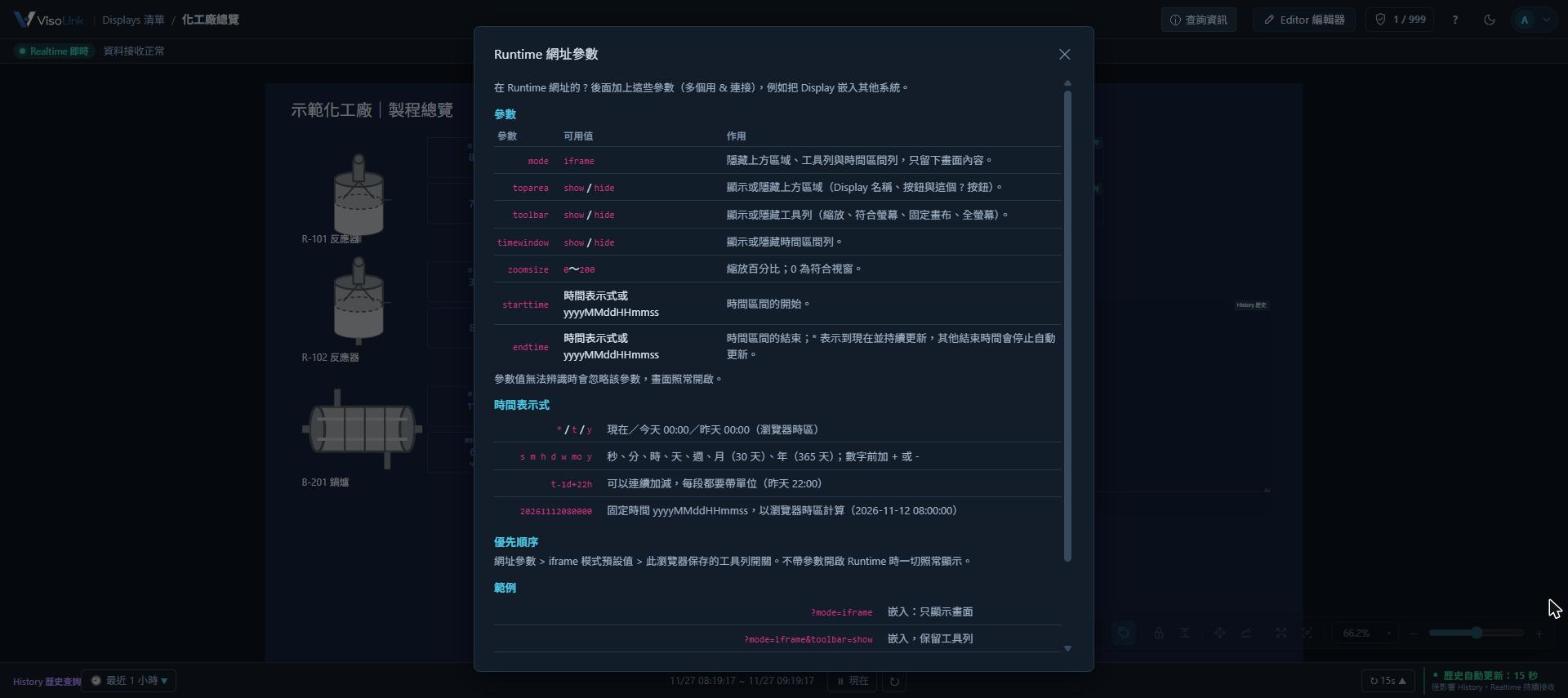 VisoLink
Displays 清單 / 化工廠總覽
查詢資訊
Editor 編輯器
1 / 999
?
A
Realtime 即時
資料接收正常
示範化工廠｜製程總覽
R-101 反應器
R-102 反應器
B-201 鍋爐
History 歷史
Runtime 網址參數
在 Runtime 網址的 ? 後面加上這些參數（多個用 & 連接），例如把 Display 嵌入其他系統。
參數
參數 可用值 作用
mode iframe 隱藏上方區域、工具列與時間區間列，只留下畫面內容。
toparea show / hide 顯示或隱藏上方區域（Display 名稱、按鈕與這個 ? 按鈕）。
toolbar show / hide 顯示或隱藏工具列（縮放、符合螢幕、固定畫布、全螢幕）。
timewindow show / hide 顯示或隱藏時間區間列。
zoomsize 0～200 縮放百分比；0 為符合視窗。
starttime 時間表示式或 yyyyMMddHHmmss 時間區間的開始。
endtime 時間表示式或 yyyyMMddHHmmss 時間區間的結束；* 表示到現在並持續更新，其他結束時間會停止自動
更新。
參數值無法辨識時會忽略該參數，畫面照常開啟。
時間表示式
* / t / y 現在／今天 00:00／昨天 00:00（瀏覽器時區）
s m h d w mo y 秒、分、時、天、週、月（30 天）、年（365 天）；數字前加 + 或 -
t-1d+22h 可以連續加減，每段都要帶單位（昨天 22:00）
20261112080000 固定時間 yyyyMMddHHmmss，以瀏覽器時區計算（2026-11-12 08:00:00）
優先順序
網址參數 > iframe 模式預設值 > 此瀏覽器保存的工具列開關。不帶參數開啟 Runtime 時一切照常顯示。
範例
?mode=iframe 嵌入：只顯示畫面
?mode=iframe&toolbar=show 嵌入，保留工具列
66.2%
History 歷史查詢
最近 1 小時
11/27 08:19:17 ~ 11/27 09:19:17
現在
15s
歷史自動更新：15 秒
僅影響 History，Realtime 持續接收